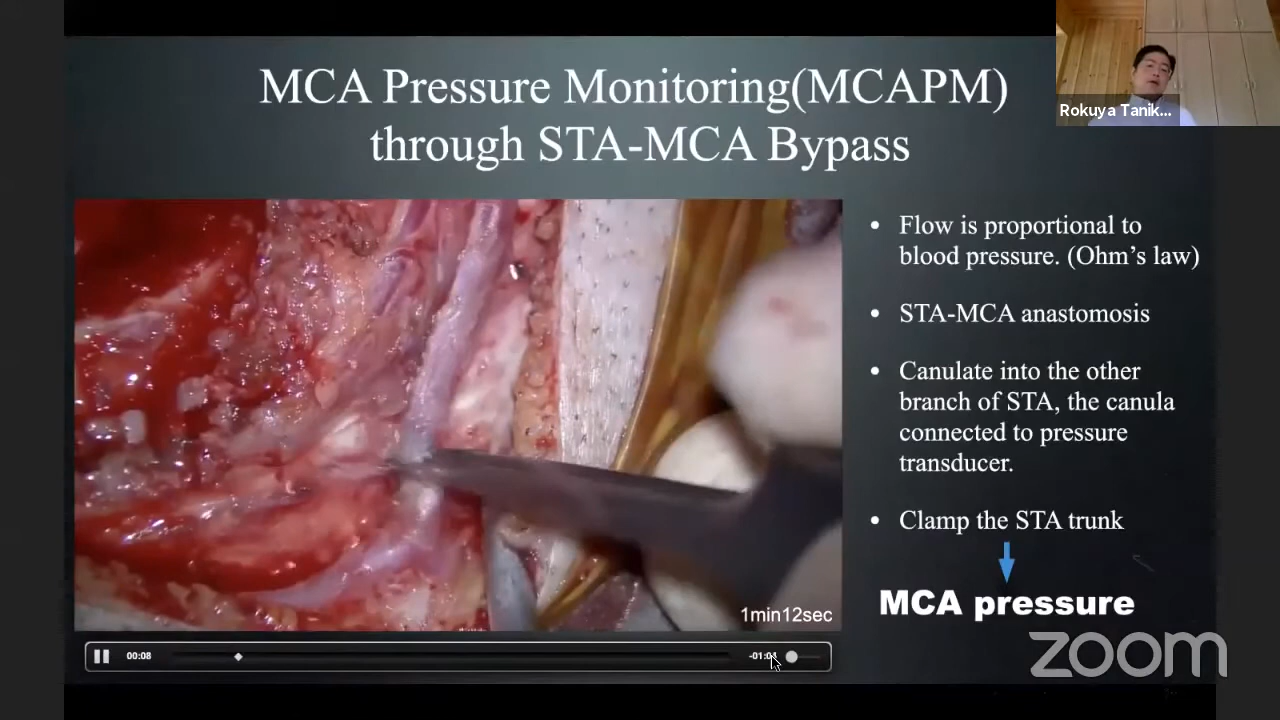 MCA Pressure Monitoring(MCAPM)
through STA-MCA Bypass
Rokuya Tanik...
• Flow is proportional to
blood pressure. (Ohm's law)
• STA-MCA anastomosis
• Canulate into the other
branch of STA, the canula
connected to pressure
transducer.
• Clamp the STA trunk
MCA pressure
1min12sec
00:08
zoom